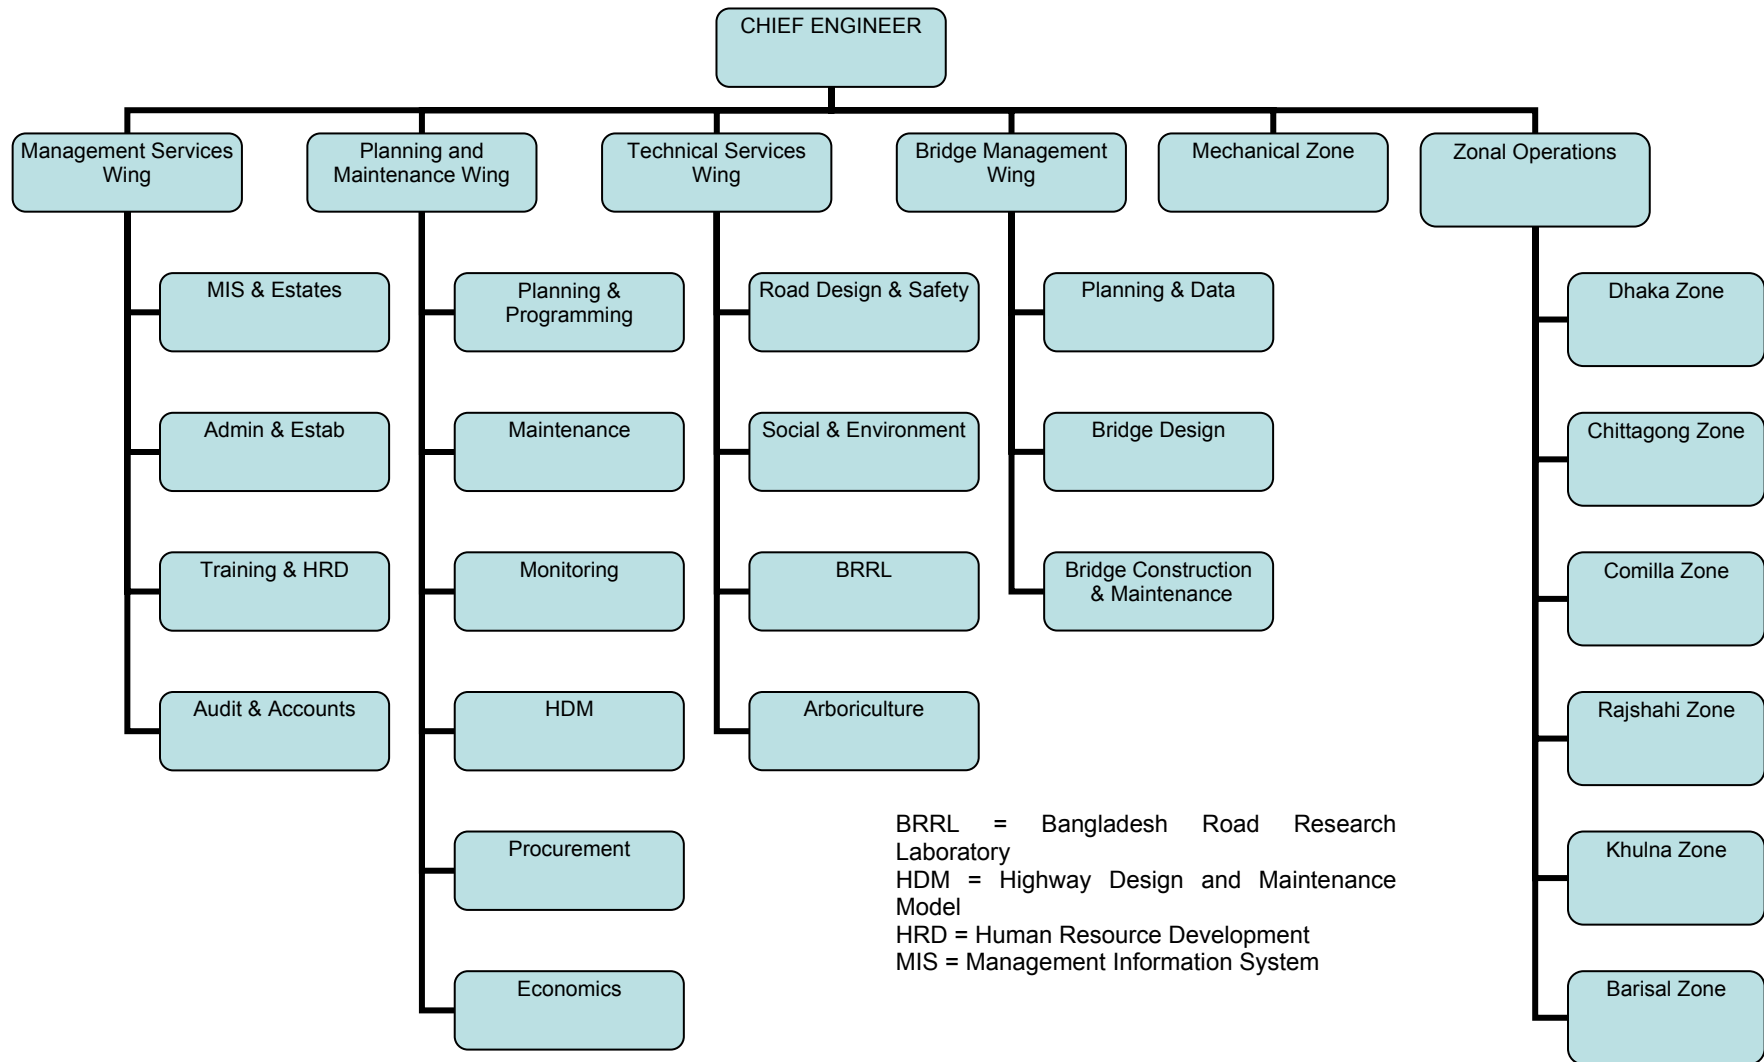 CHIEF ENGINEER
Management Services
Wing
Planning and
Maintenance Wing
Technical Services
Wing
Bridge Management
Wing
Mechanical Zone
Zonal Operations
MIS & Estates
Admin & Estab
Training & HRD
Audit & Accounts
Planning &
Programming
Maintenance
Monitoring
HDM
Procurement
Economics
Road Design & Safety
Social & Environment
BRRL
Arboriculture
Planning & Data
Bridge Design
Bridge Construction
& Maintenance
Dhaka Zone
Chittagong Zone
Comilla Zone
Rajshahi Zone
Khulna Zone
Barisal Zone
BRRL = Bangladesh Road Research
Laboratory
HDM = Highway Design and Maintenance
Model
HRD = Human Resource Development
MIS = Management Information System